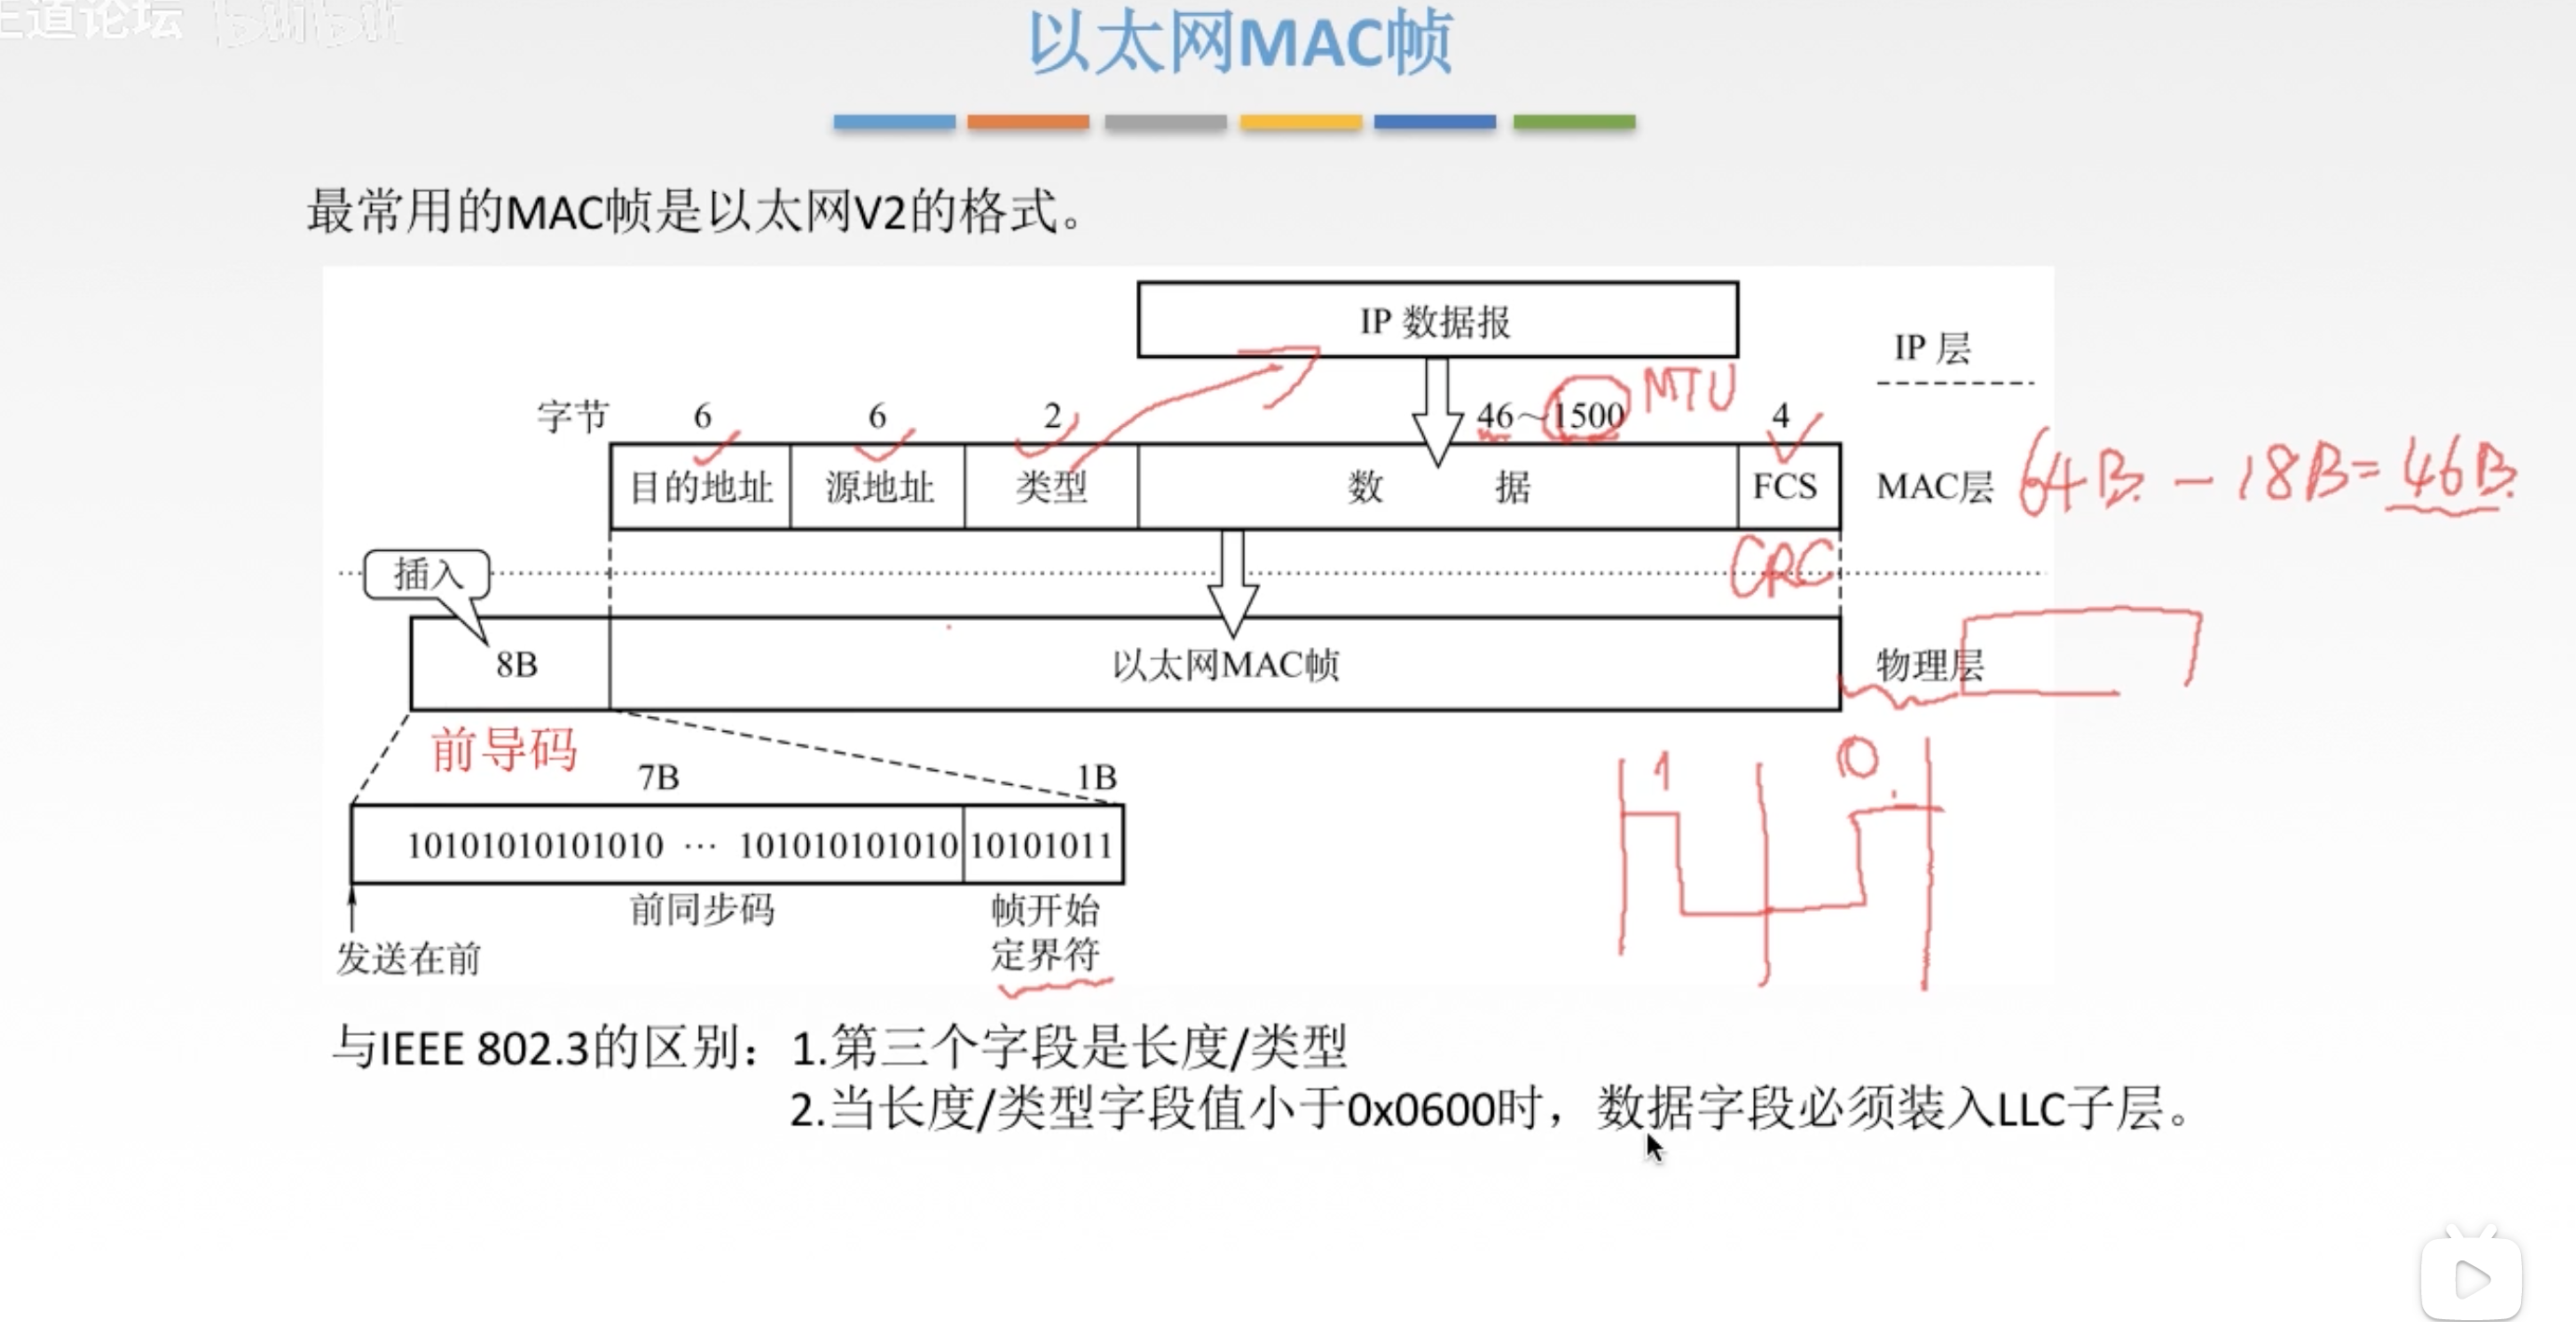 王道论坛 bilibili
以太网MAC帧
最常用的MAC帧是以太网V2的格式。
IP 数据报
IP 层
字节 6 6 2 46～1500 MTU 4
目的地址 源地址 类型 数 据 FCS MAC层 64B. - 18B = 46B.
插入
CRC
8B 以太网MAC帧 物理层
前导码
7B 1B
1 0
10101010101010 … 101010101010 10101011
前同步码 帧开始
定界符
发送在前
与IEEE 802.3的区别：1.第三个字段是长度/类型
2.当长度/类型字段值小于0x0600时，数据字段必须装入LLC子层。